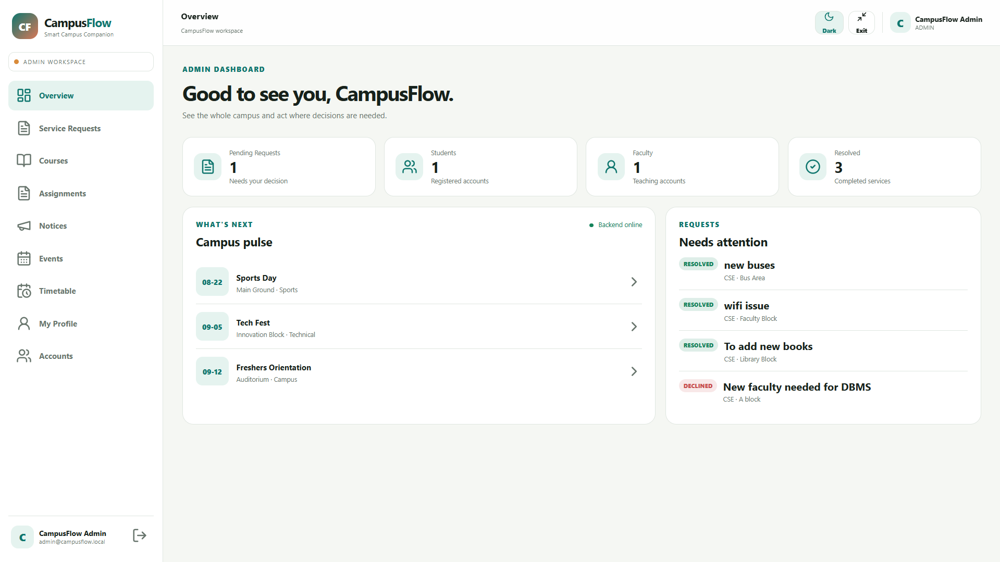 CF
CampusFlow
Smart Campus Companion
ADMIN WORKSPACE
Overview
Service Requests
Courses
Assignments
Notices
Events
Timetable
My Profile
Accounts
C
CampusFlow Admin
admin@campusflow.local
Overview
CampusFlow workspace
Dark
Exit
C
CampusFlow Admin
ADMIN
ADMIN DASHBOARD
Good to see you, CampusFlow.
See the whole campus and act where decisions are needed.
Pending Requests
1
Needs your decision
Students
1
Registered accounts
Faculty
1
Teaching accounts
Resolved
3
Completed services
WHAT'S NEXT
Backend online
Campus pulse
08-22
Sports Day
Main Ground · Sports
09-05
Tech Fest
Innovation Block · Technical
09-12
Freshers Orientation
Auditorium · Campus
REQUESTS
Needs attention
RESOLVED new buses
CSE · Bus Area
RESOLVED wifi issue
CSE · Faculty Block
RESOLVED To add new books
CSE · Library Block
DECLINED New faculty needed for DBMS
CSE · A block